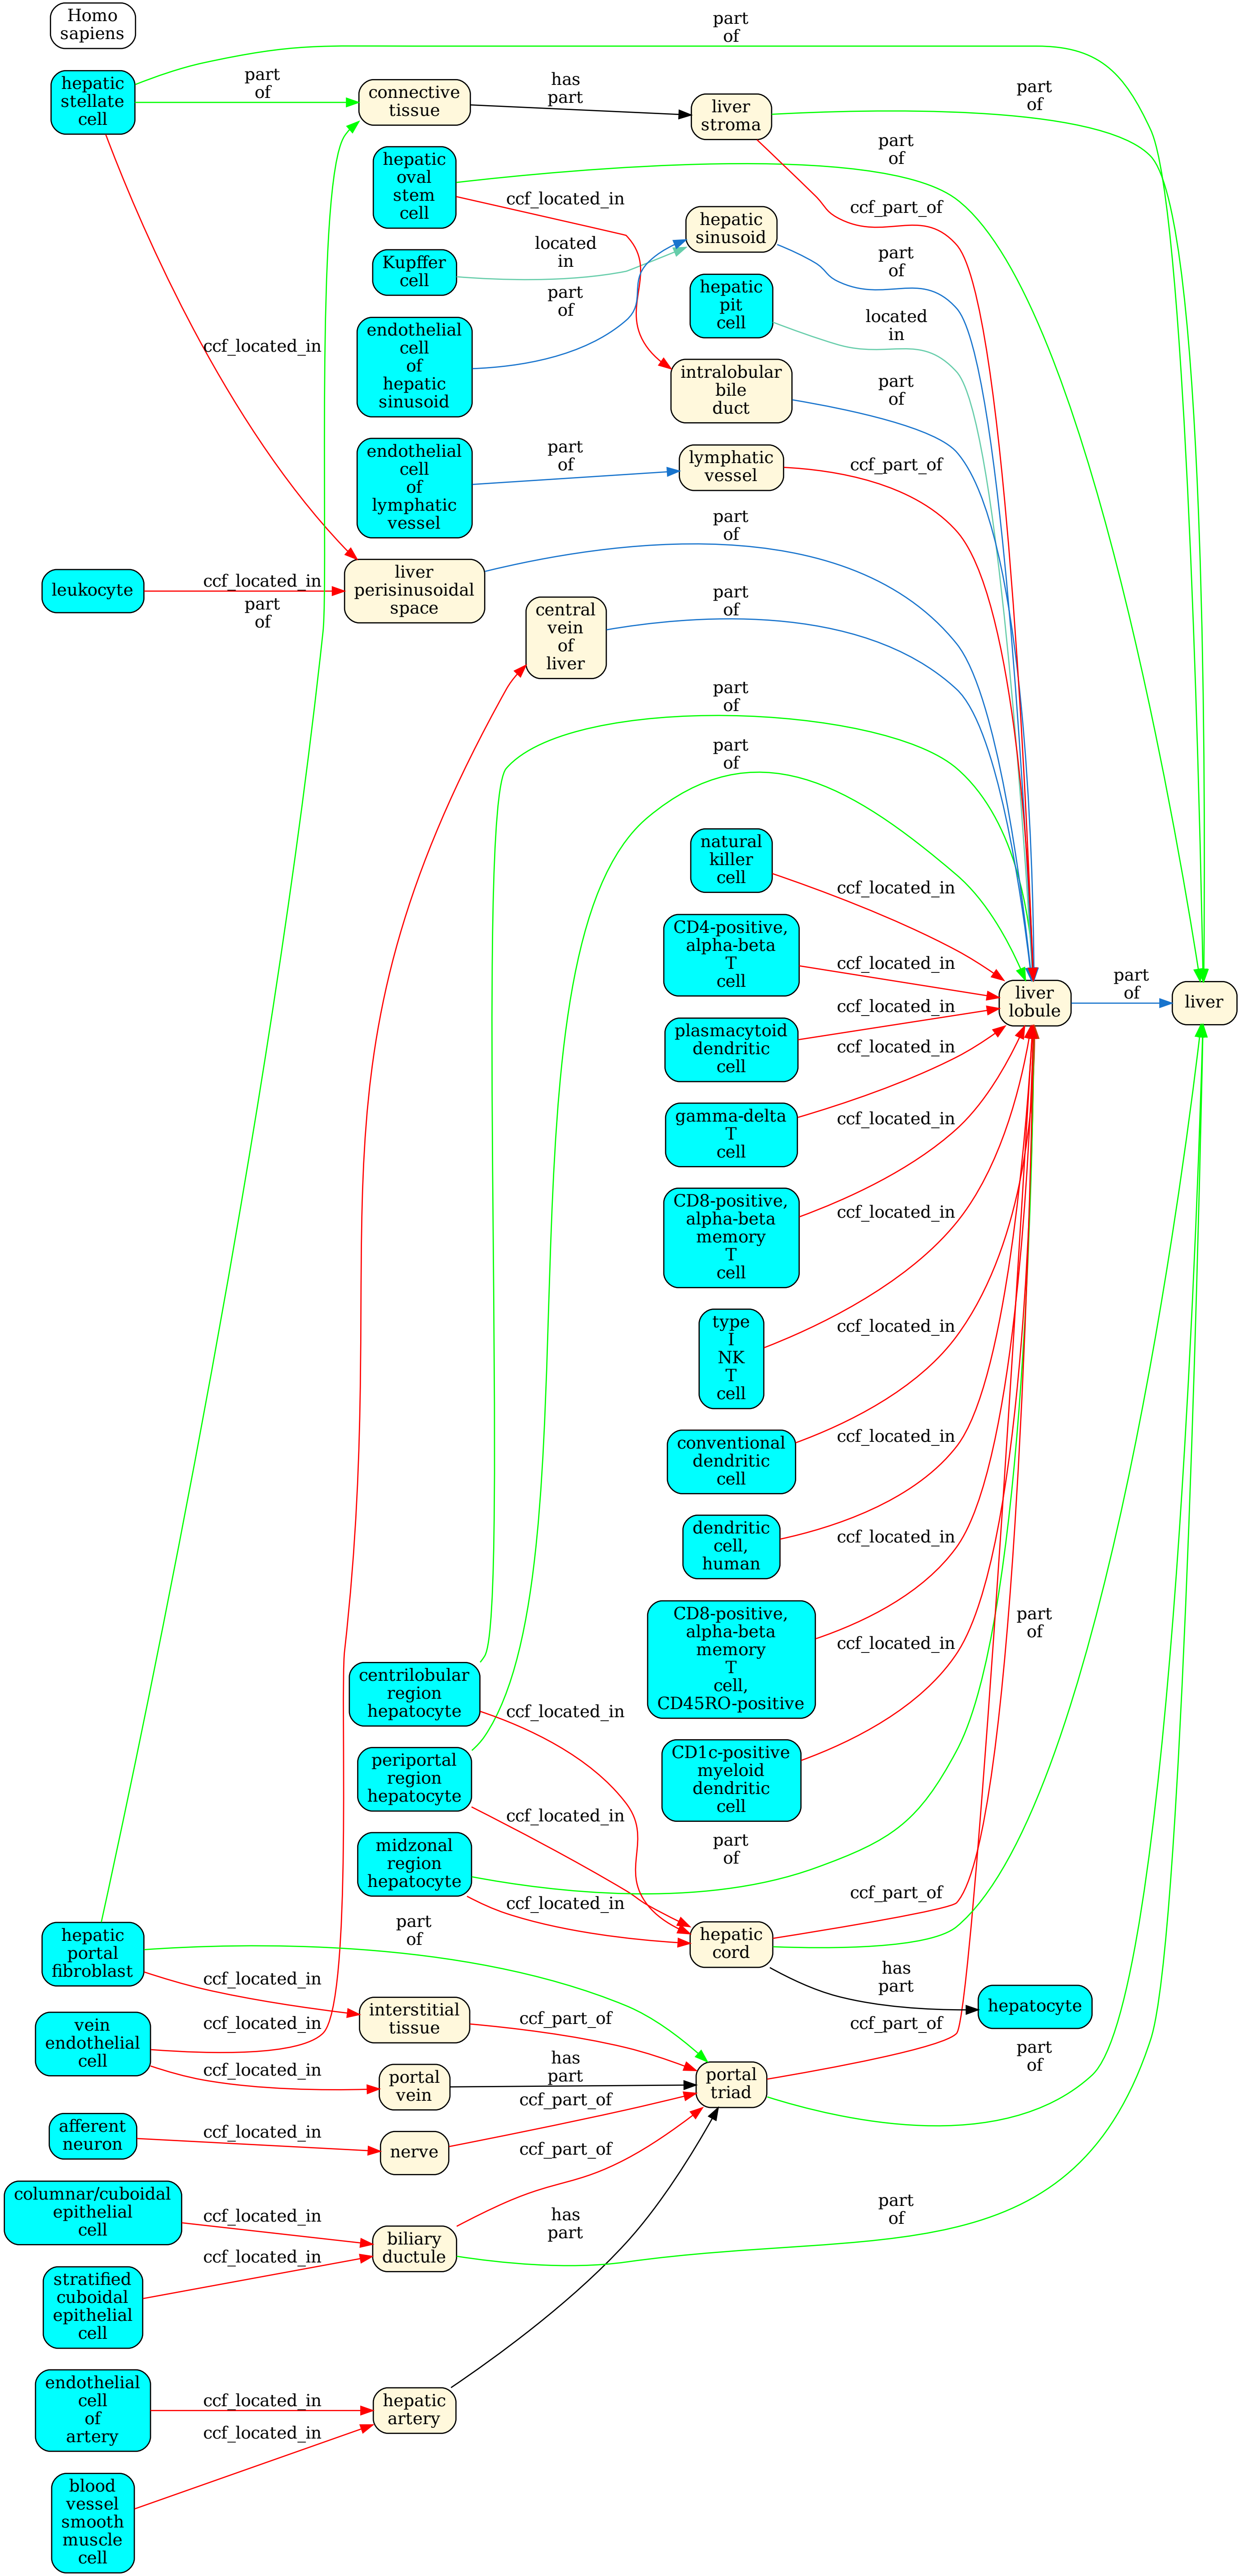 Homo
sapiens
hepatic
stellate
cell
part
of
part
of
connective
tissue
has
part
liver
stroma
part
of
hepatic
oval
stem
cell
part
of
ccf_located_in
ccf_part_of
hepatic
sinusoid
Kupffer
cell
located
in
part
of
part
of
hepatic
pit
cell
located
in
endothelial
cell
of
hepatic
sinusoid
ccf_located_in
intralobular
bile
duct
part
of
endothelial
cell
of
lymphatic
vessel
part
of
lymphatic
vessel
ccf_part_of
part
of
leukocyte
ccf_located_in
part
of
liver
perisinusoidal
space
central
vein
of
liver
part
of
part
of
part
of
natural
killer
cell
ccf_located_in
CD4-positive,
alpha-beta
T
cell
ccf_located_in
liver
lobule
part
of
liver
plasmacytoid
dendritic
cell
ccf_located_in
ccf_located_in
gamma-delta
T
cell
ccf_located_in
CD8-positive,
alpha-beta
memory
T
cell
ccf_located_in
type
I
NK
T
cell
ccf_located_in
conventional
dendritic
cell
ccf_located_in
dendritic
cell,
human
ccf_located_in
CD8-positive,
alpha-beta
memory
T
cell,
CD45RO-positive
ccf_located_in
part
of
centrilobular
region
hepatocyte
ccf_located_in
CD1c-positive
myeloid
dendritic
cell
periportal
region
hepatocyte
ccf_located_in
midzonal
region
hepatocyte
part
of
ccf_located_in
ccf_part_of
hepatic
portal
fibroblast
part
of
hepatic
cord
has
part
hepatocyte
ccf_located_in
interstitial
tissue
ccf_part_of
ccf_part_of
vein
endothelial
cell
ccf_located_in
ccf_located_in
portal
vein
has
part
portal
triad
part
of
afferent
neuron
ccf_located_in
nerve
ccf_part_of
ccf_part_of
columnar/cuboidal
epithelial
cell
ccf_located_in
biliary
ductule
has
part
part
of
stratified
cuboidal
epithelial
cell
ccf_located_in
endothelial
cell
of
artery
ccf_located_in
hepatic
artery
ccf_located_in
blood
vessel
smooth
muscle
cell